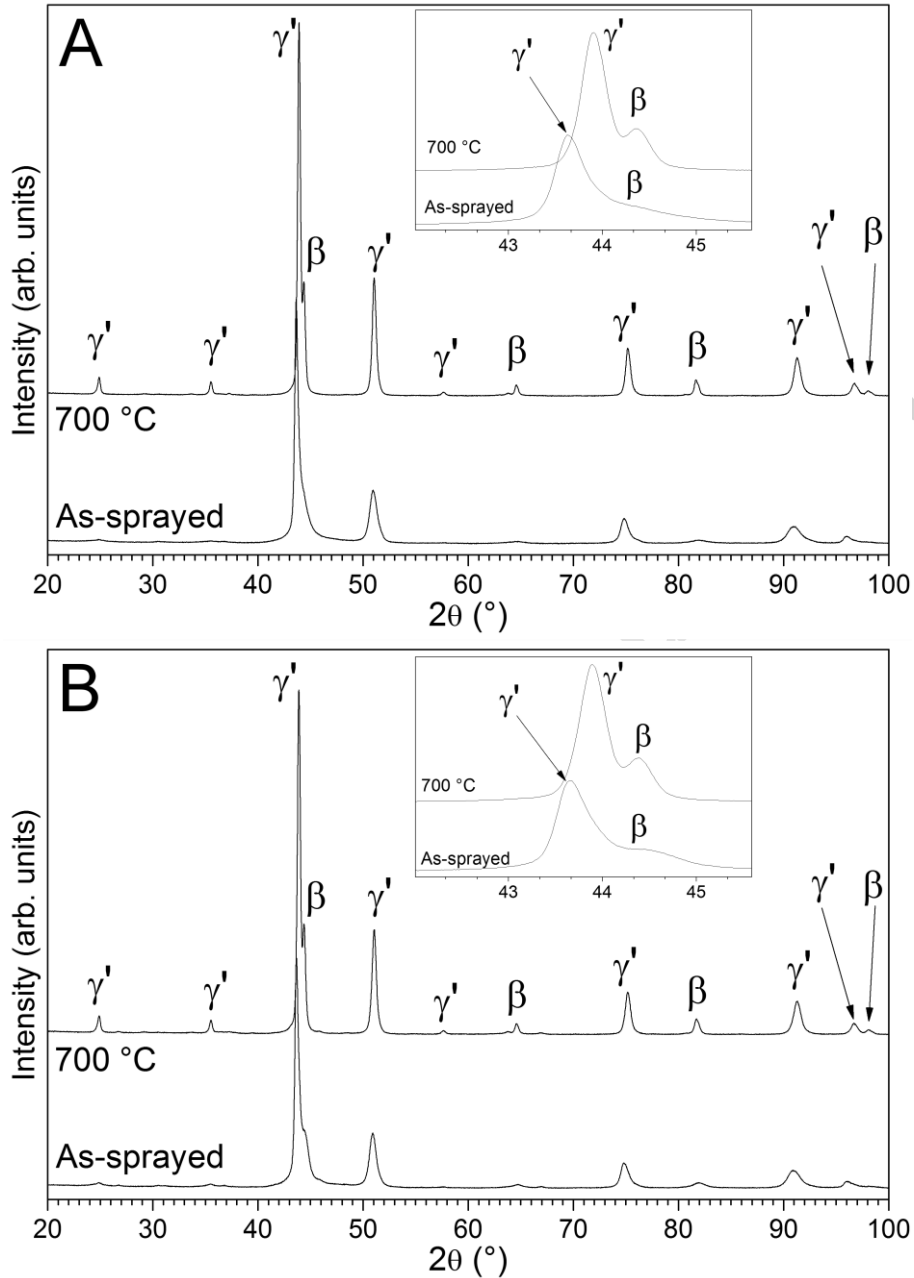 A
γ'
γ'
γ'
β
700 °C
β
As-sprayed
43 44 45
γ' β
β γ'
γ' γ' γ' β γ' β γ'
700 °C
As-sprayed
Intensity (arb. units)
20 30 40 50 60 70 80 90 100
2θ (°)
B
γ'
γ'
γ'
β
700 °C
β
As-sprayed
43 44 45
γ' β
β γ'
γ' γ' γ' β γ' β γ'
700 °C
As-sprayed
Intensity (arb. units)
20 30 40 50 60 70 80 90 100
2θ (°)